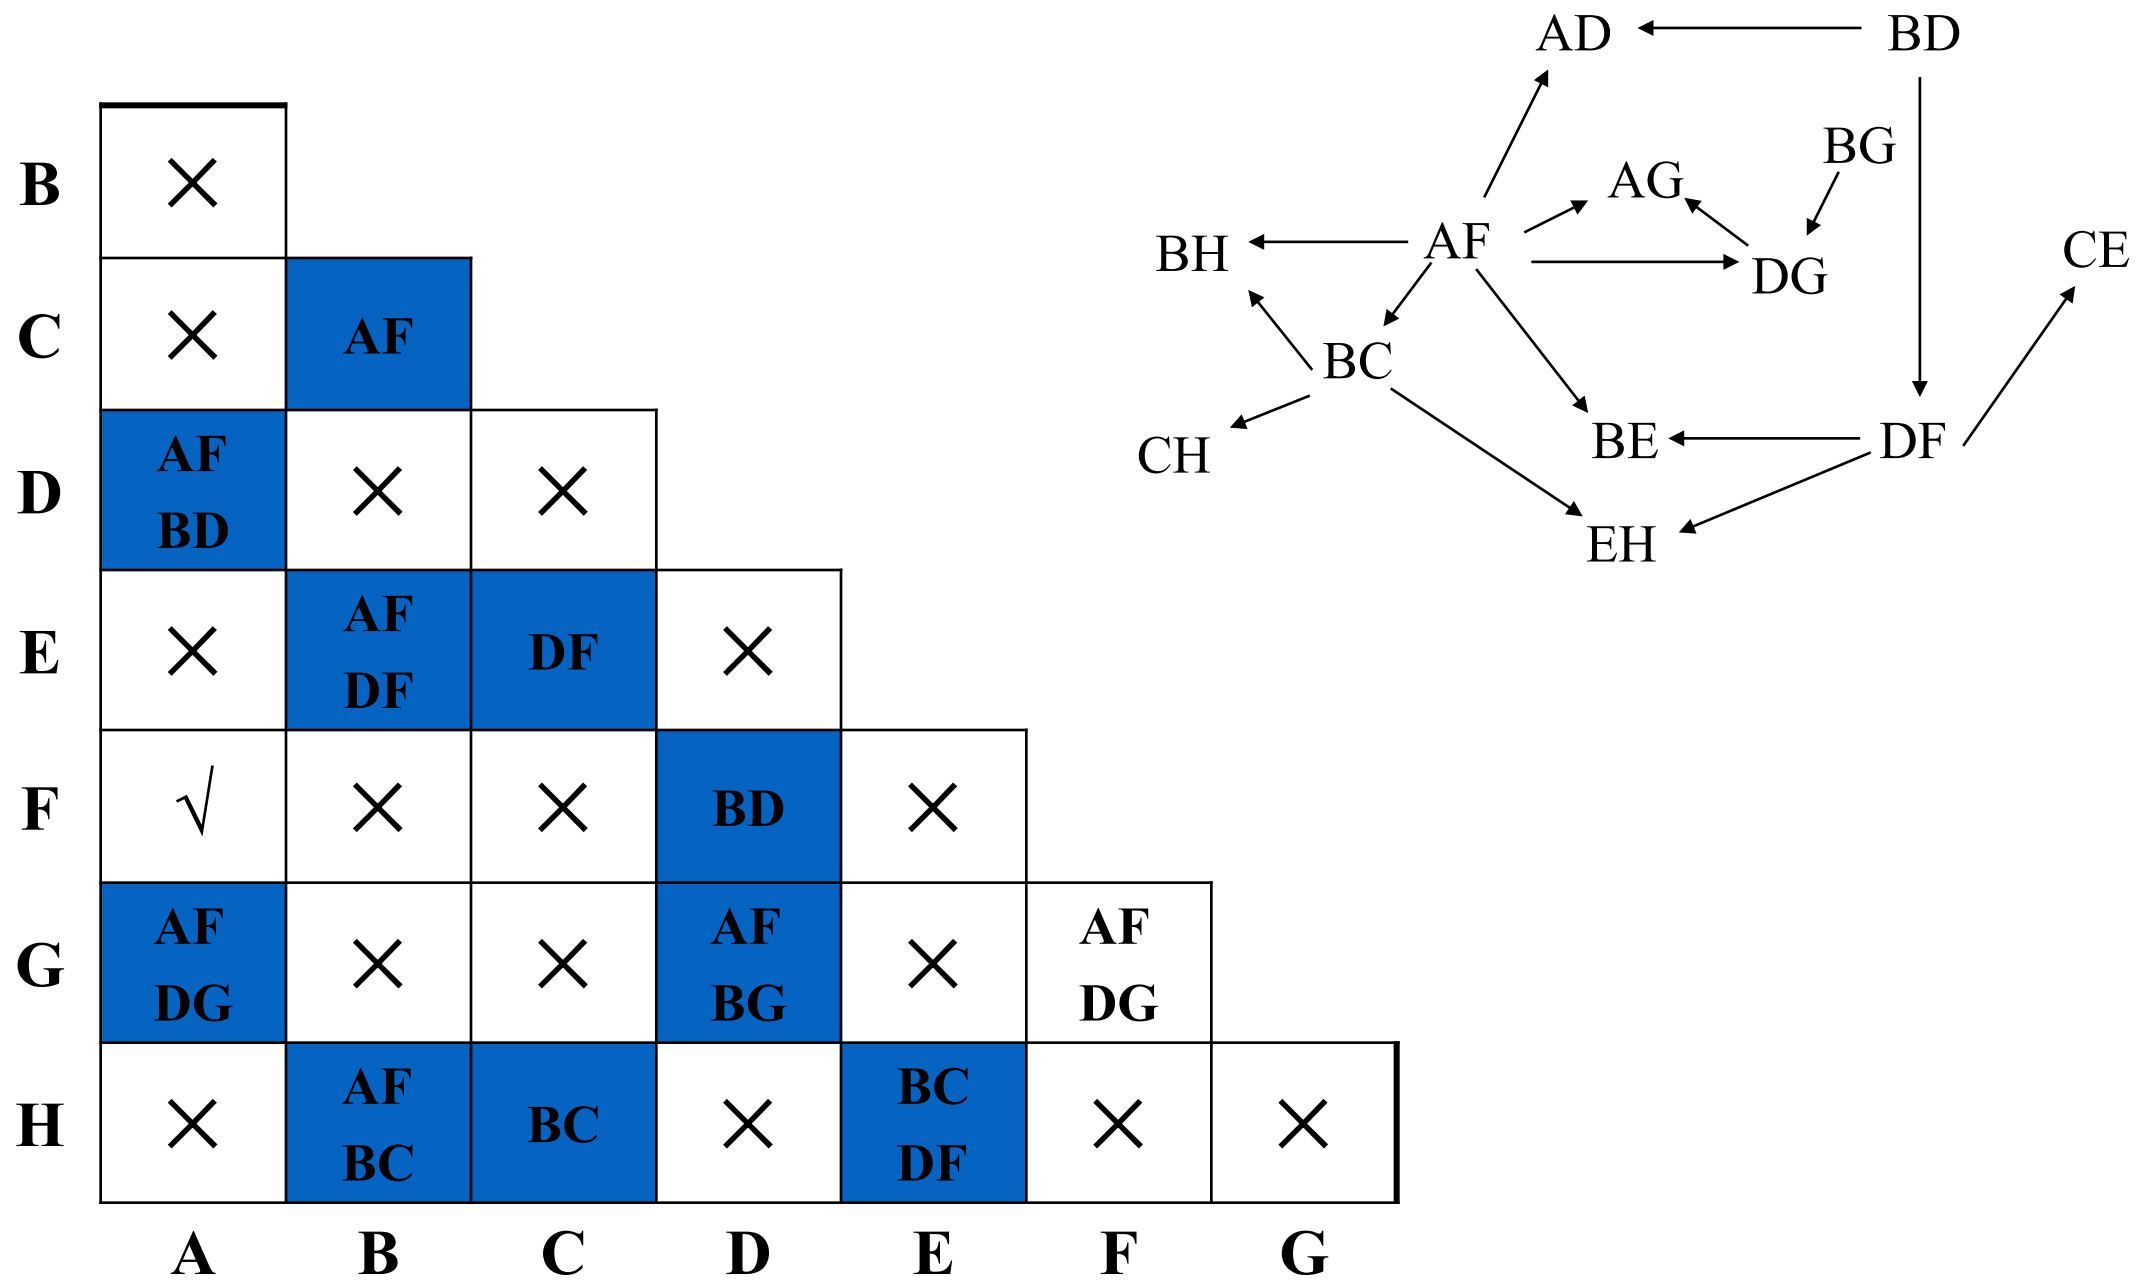 AD BD
BG
AG
BH AF DG CE
BC
CH BE DF
EH
B × 
C × AF
D AF BD × ×
E × AF DF DF ×
F √ × × BD ×
G AF DG × × AF BG × AF DG
H × AF BC BC × BC DF × ×
A B C D E F G